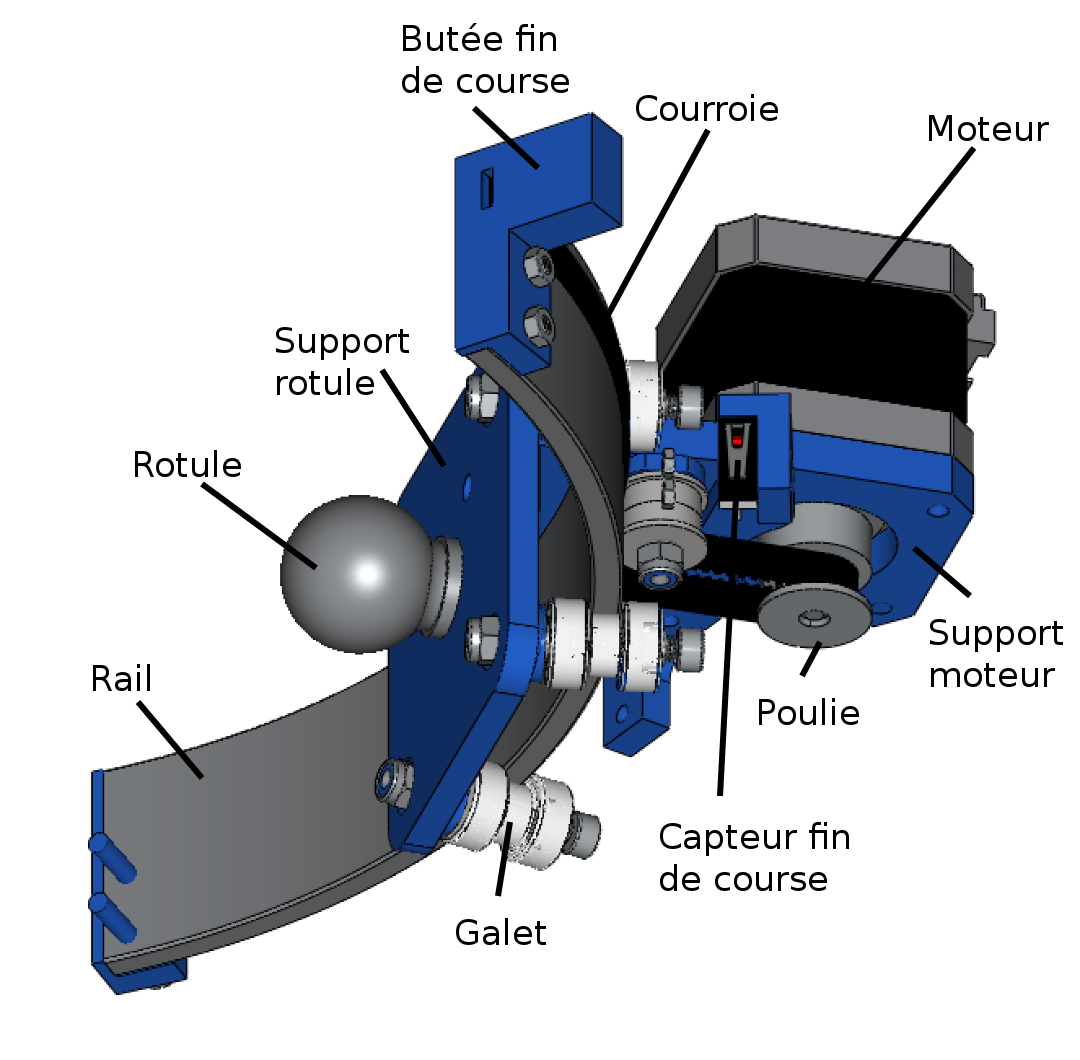 Butée fin
de course
Courroie
Moteur
Support
rotule
Rotule
Rail
Support
moteur
Poulie
Capteur fin
de course
Galet